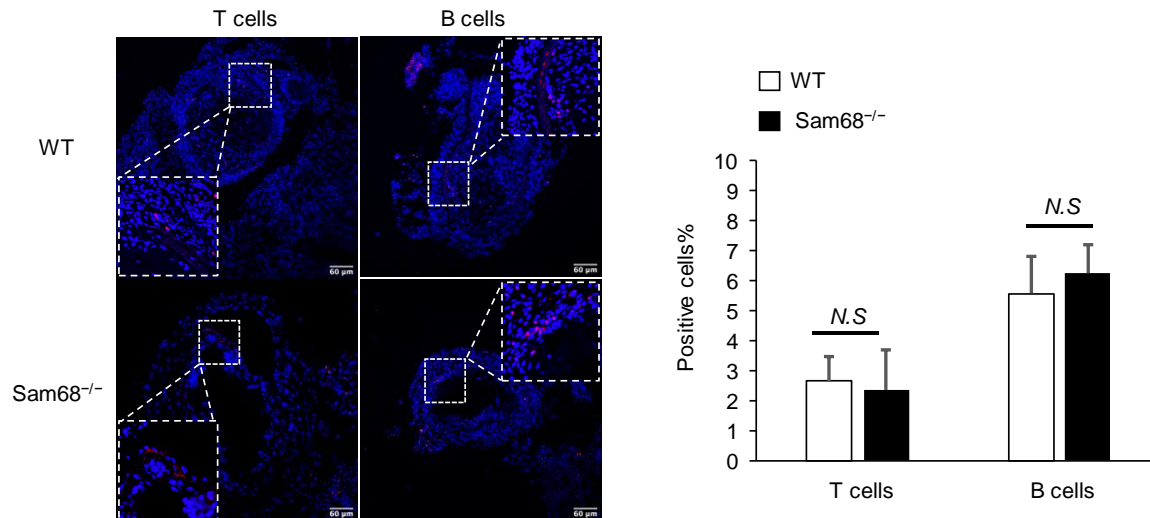 T cells
B cells
WT
60 µm
60 µm
Sam68⁻/⁻
60 µm
60 µm
WT
Sam68⁻/⁻
Positive cells%
10
9
8
7
6
5
4
3
2
1
0
N.S
N.S
T cells
B cells